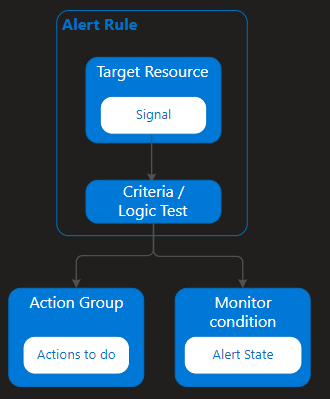 Alert Rule
Target Resource
Signal
Criteria /
Logic Test
Action Group
Actions to do
Monitor
condition
Alert State